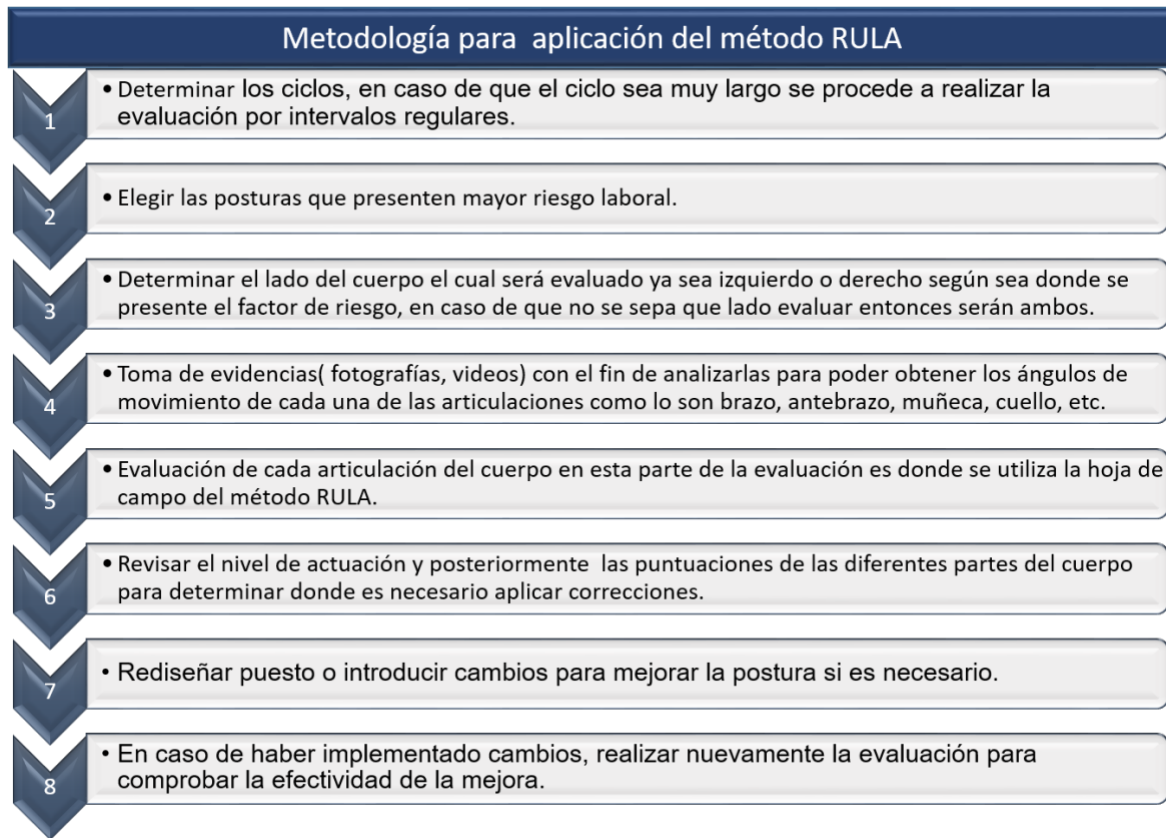 Metodología para aplicación del método RULA
1
• Determinar los ciclos, en caso de que el ciclo sea muy largo se procede a realizar la
evaluación por intervalos regulares.
2
• Elegir las posturas que presenten mayor riesgo laboral.
3
• Determinar el lado del cuerpo el cual será evaluado ya sea izquierdo o derecho según sea donde se
presente el factor de riesgo, en caso de que no se sepa que lado evaluar entonces serán ambos.
4
• Toma de evidencias( fotografías, videos) con el fin de analizarlas para poder obtener los ángulos de
movimiento de cada una de las articulaciones como lo son brazo, antebrazo, muñeca, cuello, etc.
5
• Evaluación de cada articulación del cuerpo en esta parte de la evaluación es donde se utiliza la hoja de
campo del método RULA.
6
• Revisar el nivel de actuación y posteriormente las puntuaciones de las diferentes partes del cuerpo
para determinar donde es necesario aplicar correcciones.
7
• Rediseñar puesto o introducir cambios para mejorar la postura si es necesario.
8
• En caso de haber implementado cambios, realizar nuevamente la evaluación para
comprobar la efectividad de la mejora.